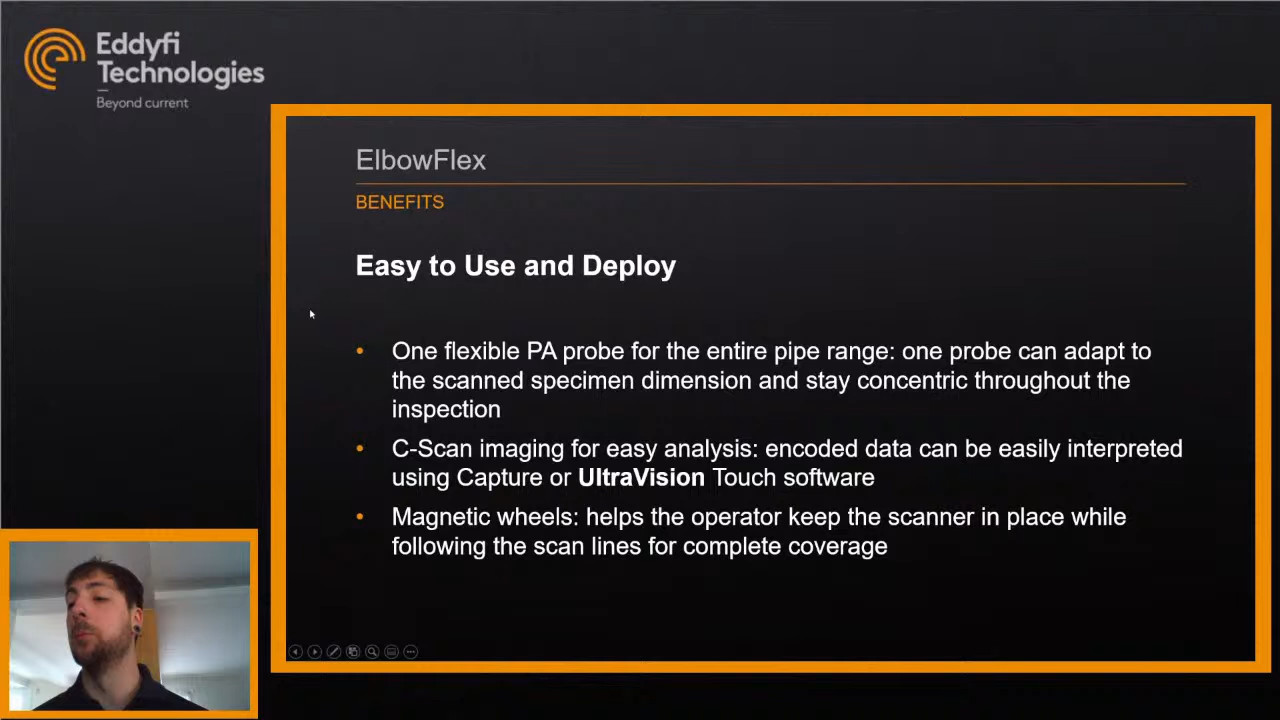 Eddyfi
Technologies
Beyond current
ElbowFlex
BENEFITS
Easy to Use and Deploy
• One flexible PA probe for the entire pipe range: one probe can adapt to
the scanned specimen dimension and stay concentric throughout the
inspection
• C-Scan imaging for easy analysis: encoded data can be easily interpreted
using Capture or UltraVision Touch software
• Magnetic wheels: helps the operator keep the scanner in place while
following the scan lines for complete coverage